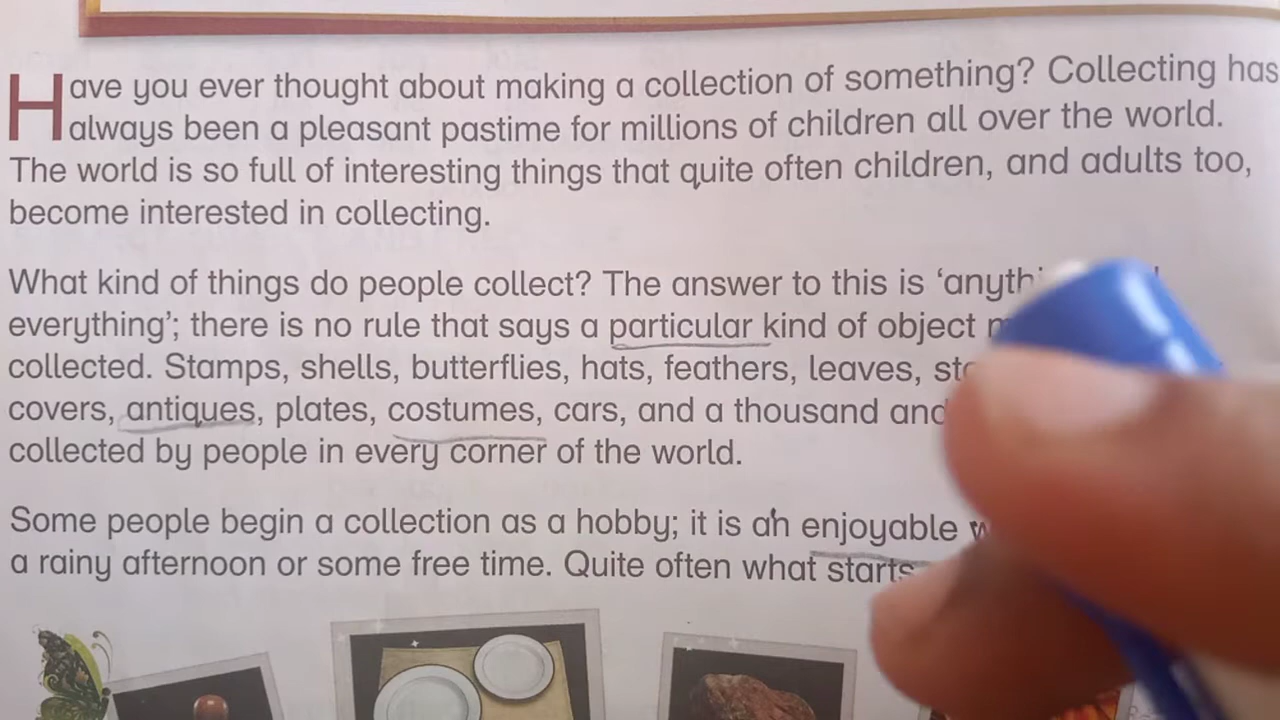 Have you ever thought about making a collection of something? Collecting has
always been a pleasant pastime for millions of children all over the world.
The world is so full of interesting things that quite often children, and adults too,
become interested in collecting.
What kind of things do people collect? The answer to this is ‘anythi
everything’; there is no rule that says a particular kind of object
collected. Stamps, shells, butterflies, hats, feathers, leaves,
covers, antiques, plates, costumes, cars, and a thousand and
collected by people in every corner of the world.
Some people begin a collection as a hobby; it is an enjoyable
a rainy afternoon or some free time. Quite often what starts